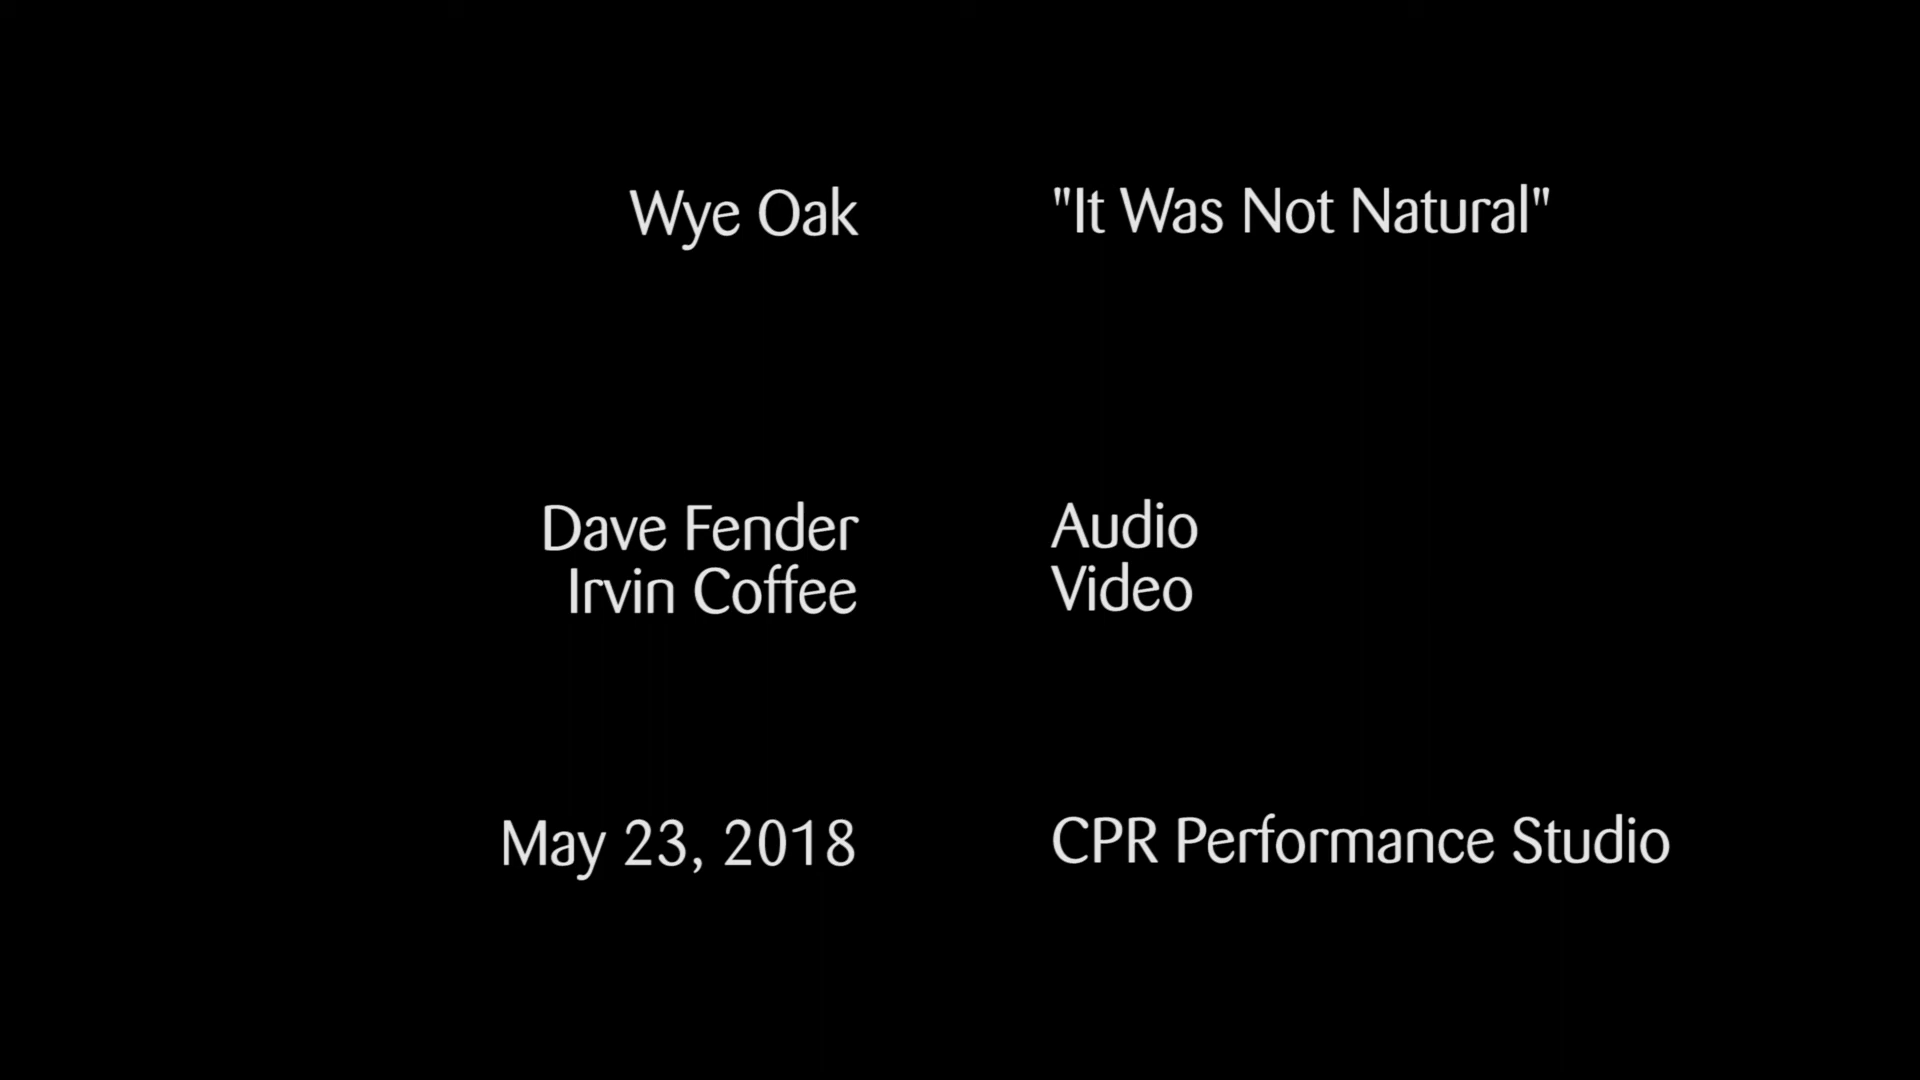 Wye Oak "It Was Not Natural"
Dave Fender Audio
Irvin Coffee Video
May 23, 2018 CPR Performance Studio